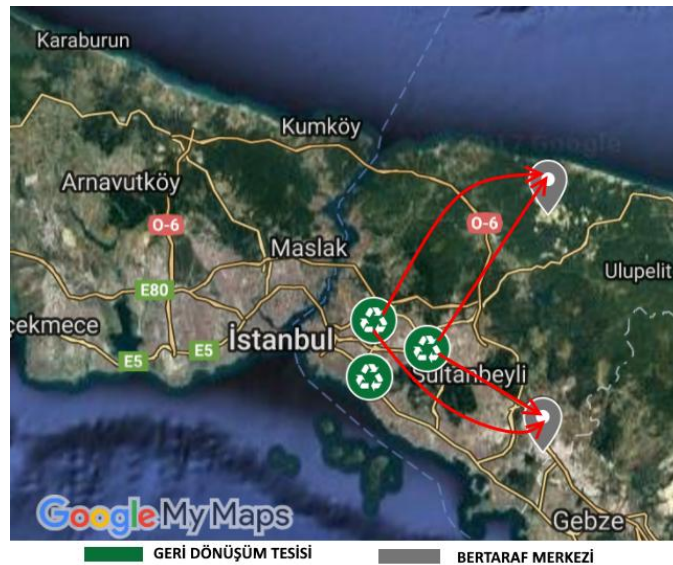 Karaburun
Kumköy
Arnavutköy
O-6
O-6
Maslak
Ulupelit
E80
çekmece
İstanbul
E5
E5
Sultanbeyli
Google My Maps
Gebze
GERİ DÖNÜŞÜM TESİSİ
BERTARAF MERKEZİ